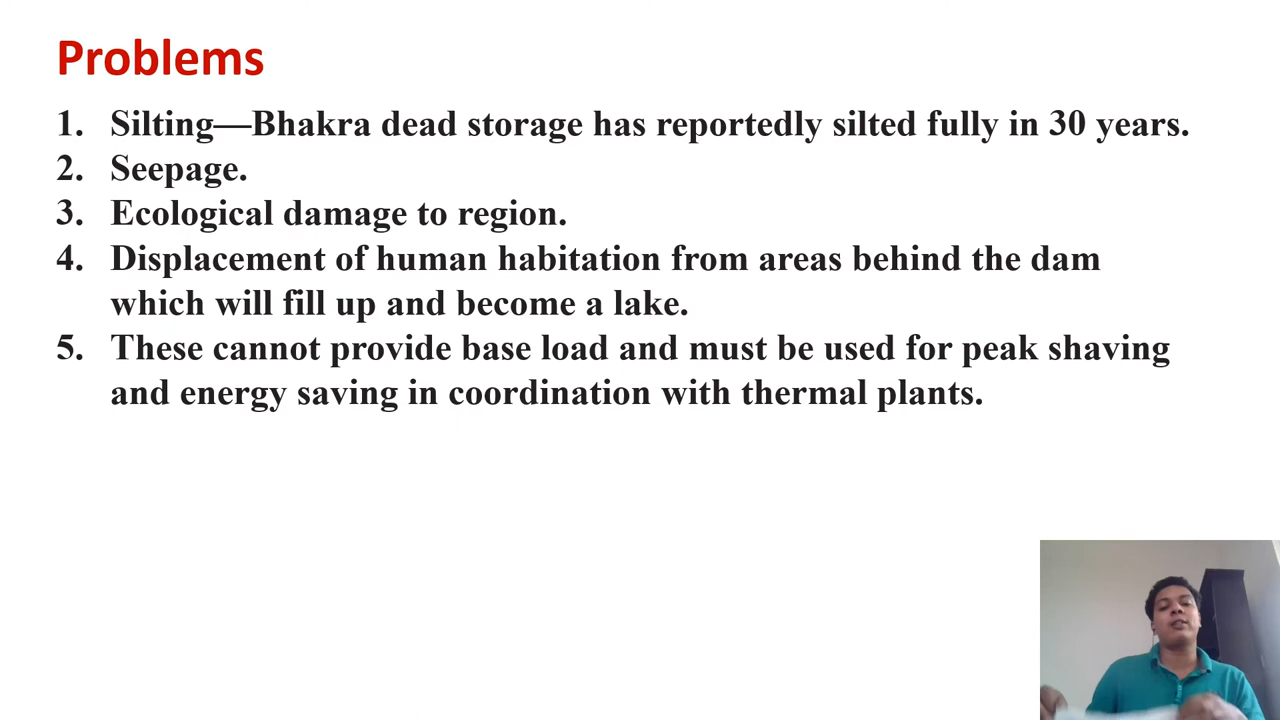 Problems
1. Silting—Bhakra dead storage has reportedly silted fully in 30 years.
2. Seepage.
3. Ecological damage to region.
4. Displacement of human habitation from areas behind the dam
which will fill up and become a lake.
5. These cannot provide base load and must be used for peak shaving
and energy saving in coordination with thermal plants.